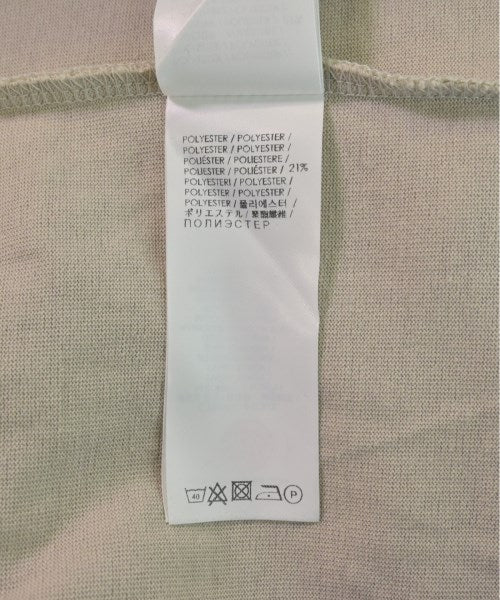 POLYESTER / POLYESTER /
POLYESTER / POLYESTER /
POLIÉSTER / POLIESTERE /
POLIESTER / POLIÉSTER / 21%
POLYESTERI / POLYESTER /
POLYESTER / POLYESTER /
POLYESTER / 폴리에스터 /
ポリエステル / 聚酯纖維 /
ПОЛИЭСТЕР
40
P